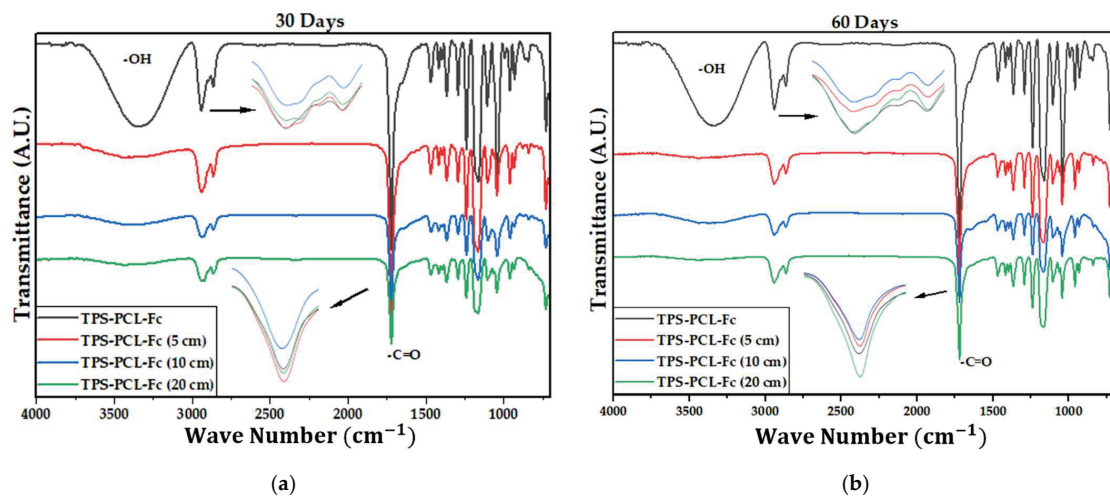 30 Days
-OH
Transmittance (A.U.)
TPS-PCL-Fc
TPS-PCL-Fc (5 cm)
TPS-PCL-Fc (10 cm)
TPS-PCL-Fc (20 cm)
-C=O
4000 3500 3000 2500 2000 1500 1000
Wave Number (cm⁻¹)
(a)
60 Days
-OH
Transmittance (A.U.)
TPS-PCL-Fc
TPS-PCL-Fc (5 cm)
TPS-PCL-Fc (10 cm)
TPS-PCL-Fc (20 cm)
-C=O
4000 3500 3000 2500 2000 1500 1000
Wave Number (cm⁻¹)
(b)